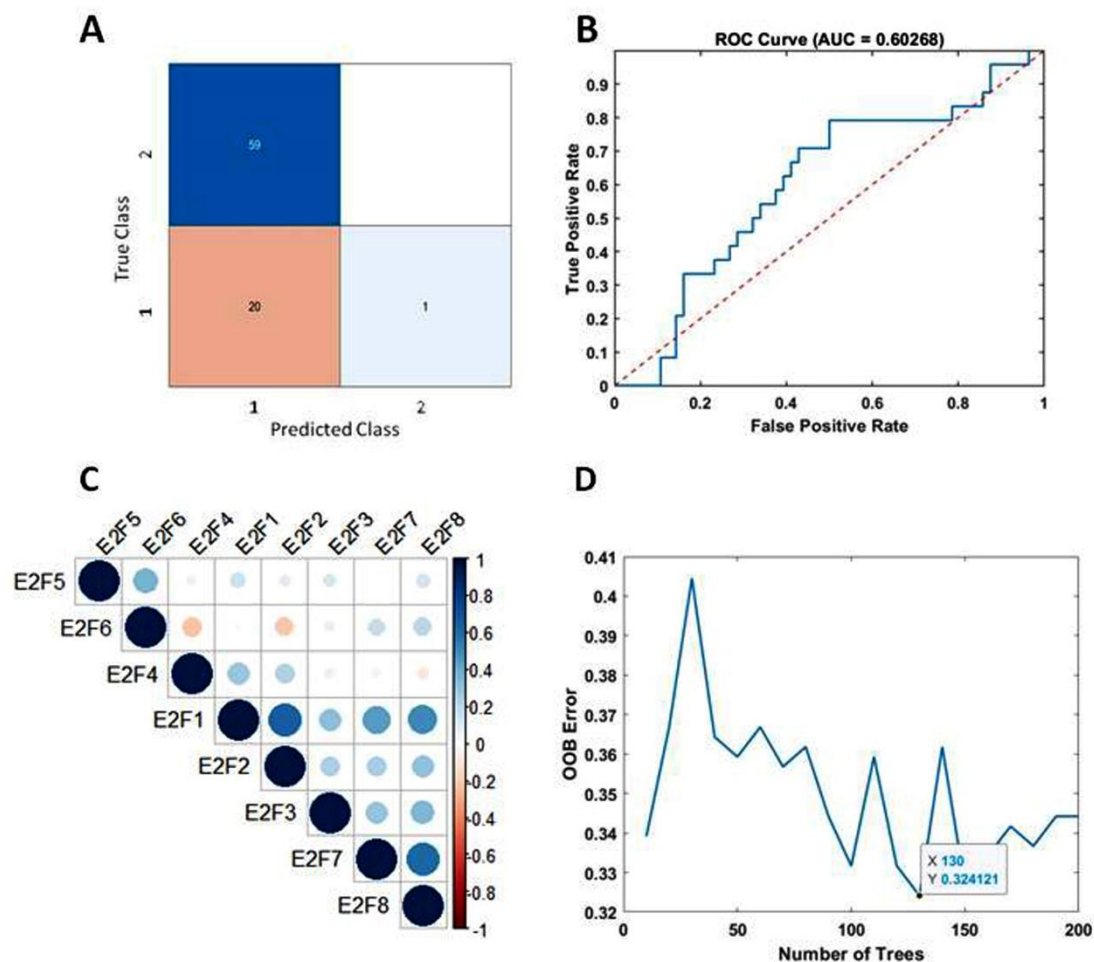 A
59
20
1
2
1
True Class
1
2
Predicted Class
B
ROC Curve (AUC = 0.60268)
0.9
0.8
0.7
0.6
0.5
0.4
0.3
0.2
0.1
0
True Positive Rate
0
0.2
0.4
0.6
0.8
1
False Positive Rate
C
E2F5
E2F6
E2F4
E2F1
E2F2
E2F3
E2F7
E2F8
E2F5
E2F6
E2F4
E2F1
E2F2
E2F3
E2F7
E2F8
1
0.8
0.6
0.4
0.2
0
-0.2
-0.4
-0.6
-0.8
-1
D
0.41
0.4
0.39
0.38
0.37
0.36
0.35
0.34
0.33
0.32
OOB Error
X 130
Y 0.324121
0
50
100
150
200
Number of Trees